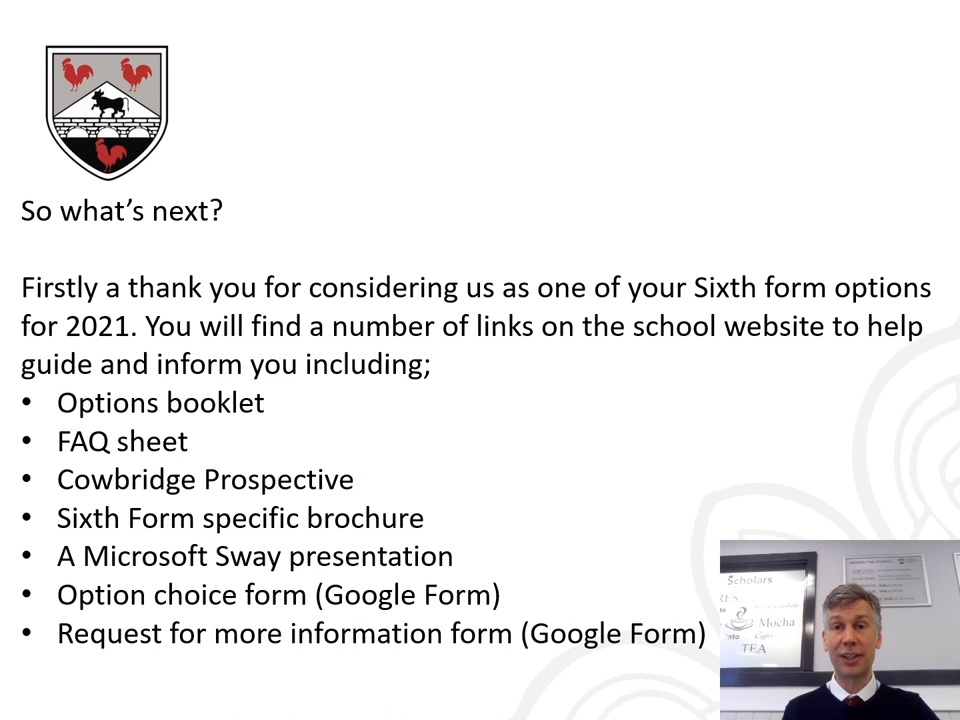 So what’s next?
Firstly a thank you for considering us as one of your Sixth form options
for 2021. You will find a number of links on the school website to help
guide and inform you including;
• Options booklet
• FAQ sheet
• Cowbridge Prospective
• Sixth Form specific brochure
• A Microsoft Sway presentation
• Option choice form (Google Form)
• Request for more information form (Google Form)
Scholars
Mocha
Coffee
TEA